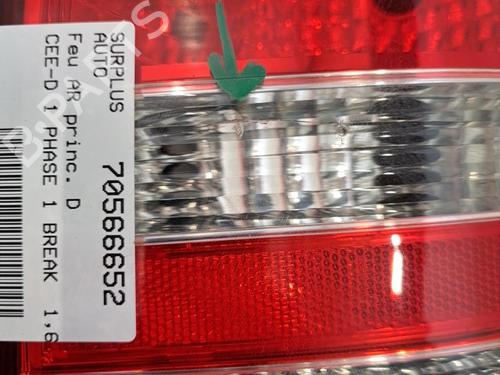 SURPLUS
AUTO 70566652
Feu AR princ. D
CEE-D 1 PHASE 1 BREAK 1,6